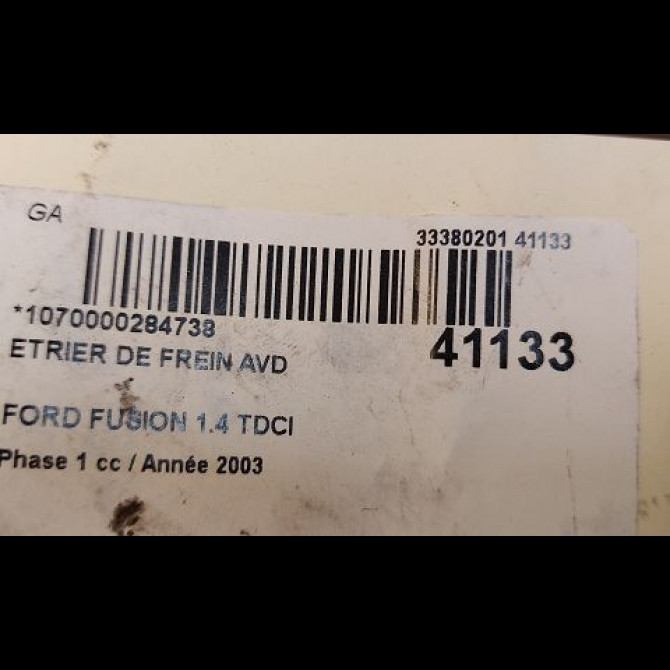 GA
33380201 41133
*1070000284738
41133
ETRIER DE FREIN AVD
FORD FUSION 1.4 TDCI
Phase 1 cc / Année 2003